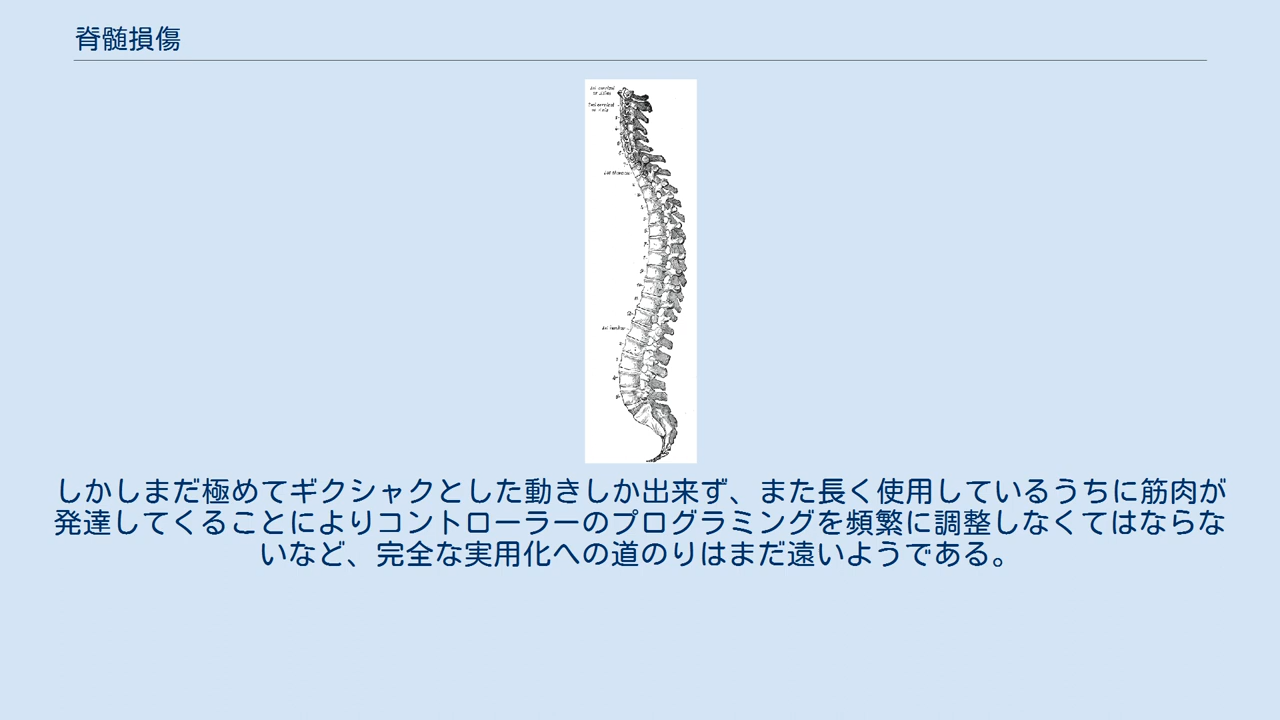 脊髄損傷
しかしまだ極めてギクシャクとした動きしか出来ず、また長く使用しているうちに筋肉が
発達してくることによりコントローラーのプログラミングを頻繁に調整しなくてはならな
いなど、完全な実用化への道のりはまだ遠いようである。